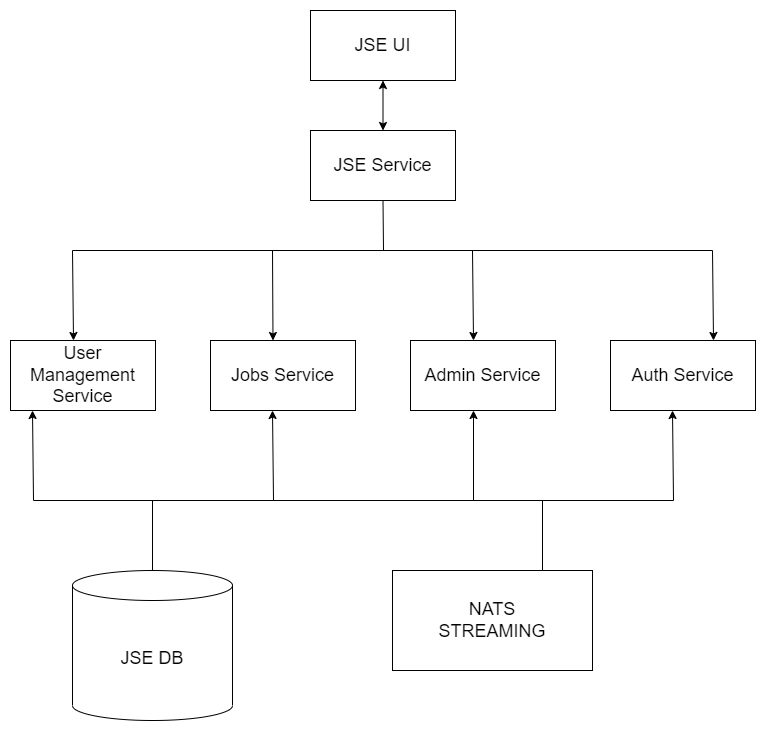 JSE UI
JSE Service
User
Management
Service
Jobs Service
Admin Service
Auth Service
NATS
STREAMING
JSE DB